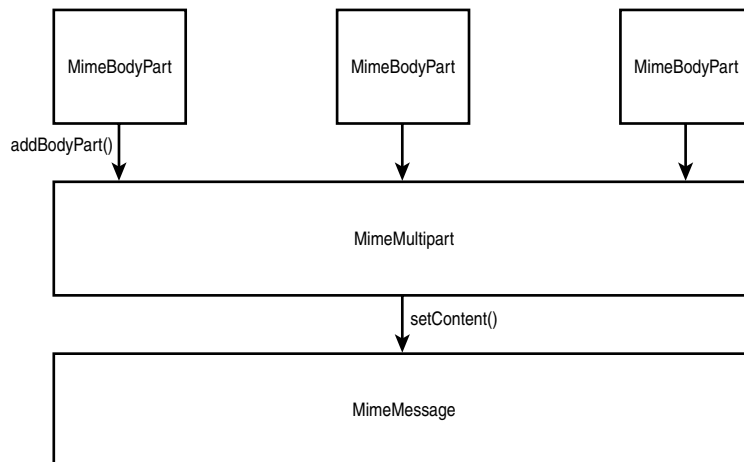 MimeBodyPart
MimeBodyPart
MimeBodyPart
addBodyPart()
MimeMultipart
setContent()
MimeMessage